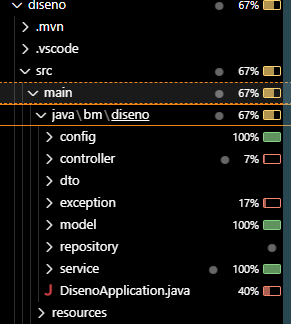 diseno 67%
.mvn
.vscode
src 67%
main 67%
java\bm\diseno 67%
config 100%
controller 7%
dto
exception 17%
model 100%
repository
service 100%
J DisenoApplication.java 40%
resources